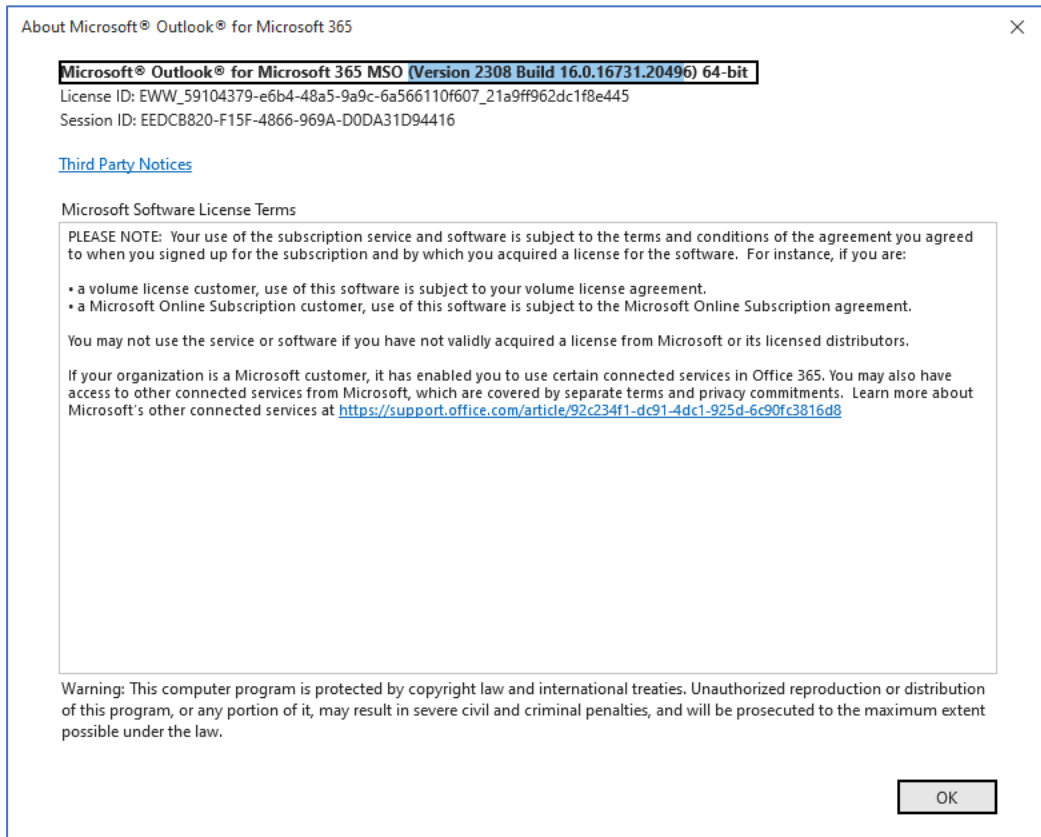 About Microsoft® Outlook® for Microsoft 365
Microsoft® Outlook® for Microsoft 365 MSO (Version 2308 Build 16.0.16731.20496) 64-bit
License ID: EWW_59104379-e6b4-48a5-9a9c-6a566110f607_21a9ff962dc1f8e445
Session ID: EEDCB820-F15F-4866-969A-D0DA31D94416
Third Party Notices
Microsoft Software License Terms
PLEASE NOTE:  Your use of the subscription service and software is subject to the terms and conditions of the agreement you agreed
to when you signed up for the subscription and by which you acquired a license for the software.  For instance, if you are:
• a volume license customer, use of this software is subject to your volume license agreement.
• a Microsoft Online Subscription customer, use of this software is subject to the Microsoft Online Subscription agreement.
You may not use the service or software if you have not validly acquired a license from Microsoft or its licensed distributors.
If your organization is a Microsoft customer, it has enabled you to use certain connected services in Office 365. You may also have
access to other connected services from Microsoft, which are covered by separate terms and privacy commitments.  Learn more about
Microsoft's other connected services at https://support.office.com/article/92c234f1-dc91-4dc1-925d-6c90fc3816d8
Warning: This computer program is protected by copyright law and international treaties. Unauthorized reproduction or distribution
of this program, or any portion of it, may result in severe civil and criminal penalties, and will be prosecuted to the maximum extent
possible under the law.
OK